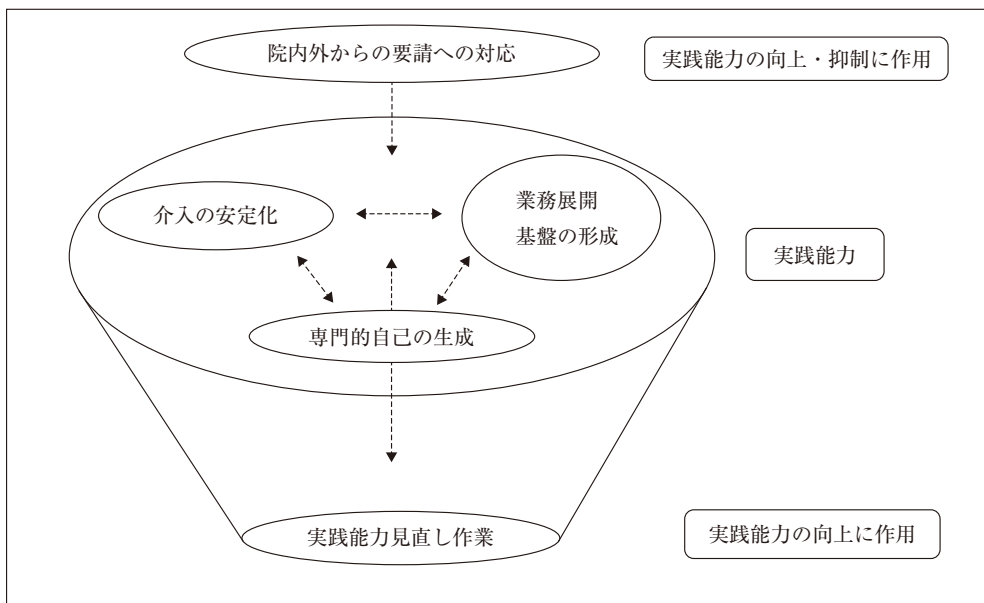 院内外からの要請への対応
実践能力の向上・抑制に作用
介入の安定化
業務展開
基盤の形成
実践能力
専門的自己の生成
実践能力見直し作業
実践能力の向上に作用